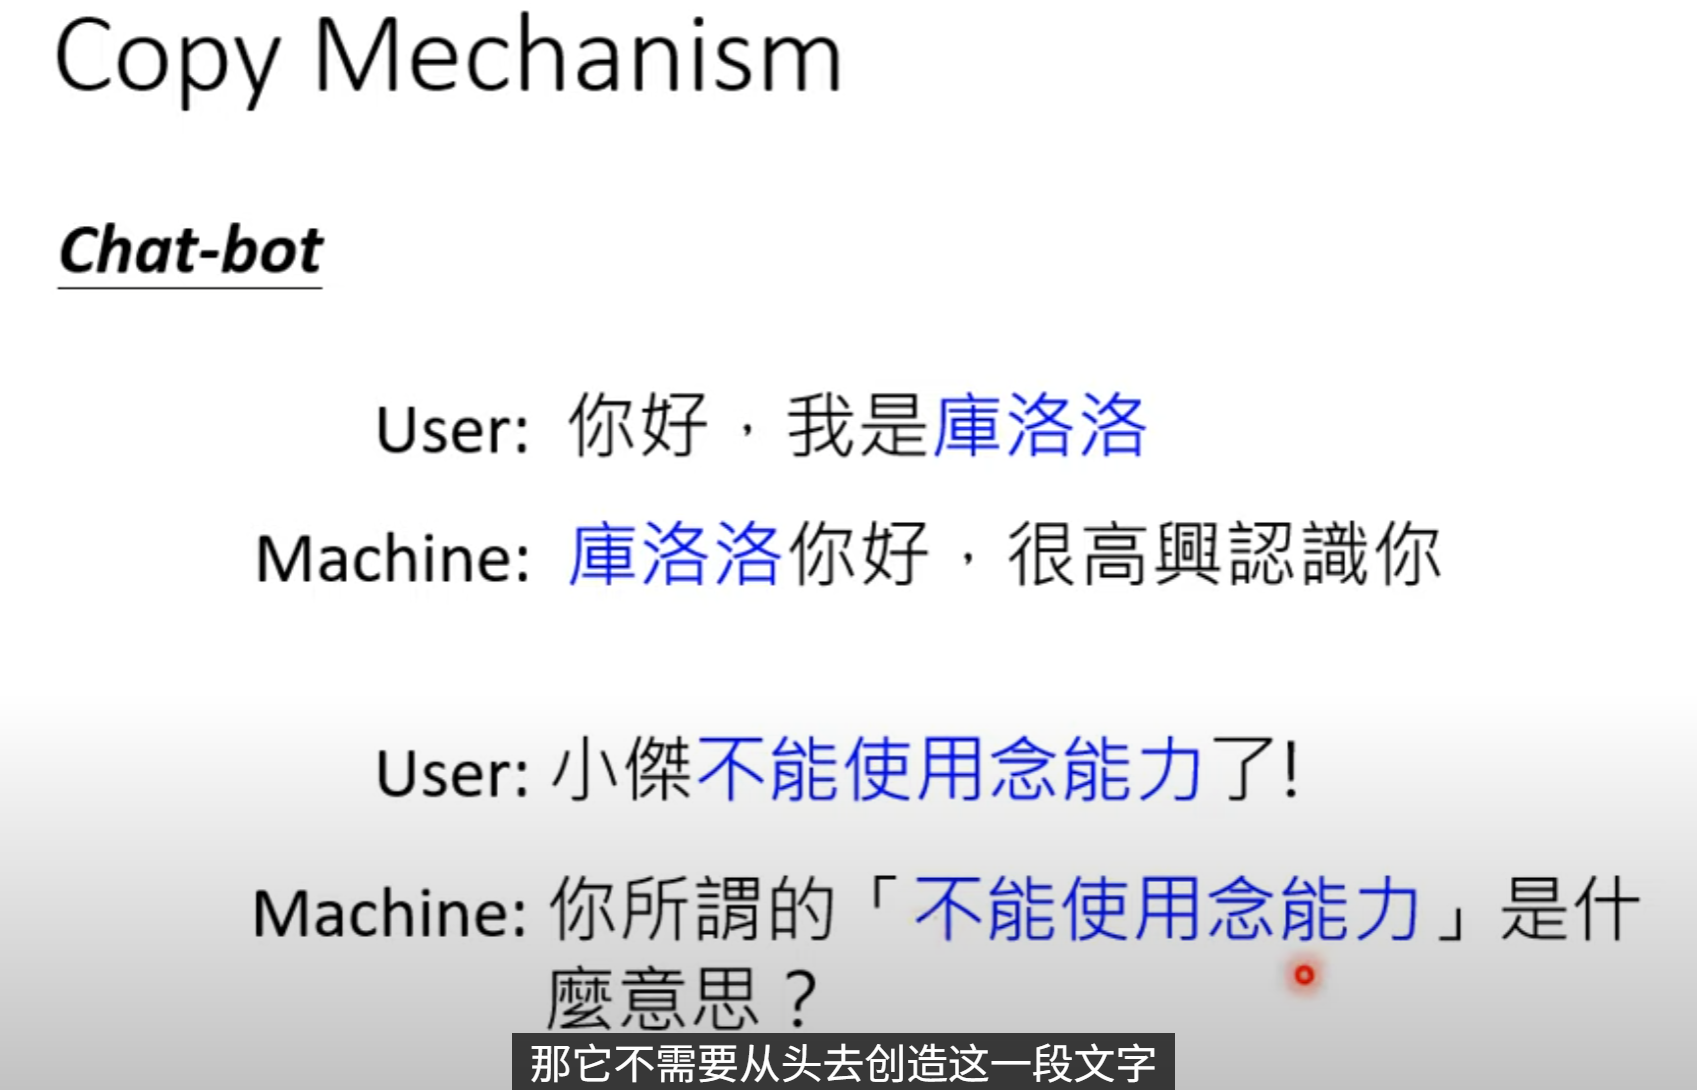 Copy Mechanism
Chat-bot
User: 你好，我是庫洛洛
Machine: 庫洛洛你好，很高興認識你
User: 小傑不能使用念能力了!
Machine: 你所謂的「不能使用念能力」是什
麼意思？
那它不需要从头去创造这一段文字